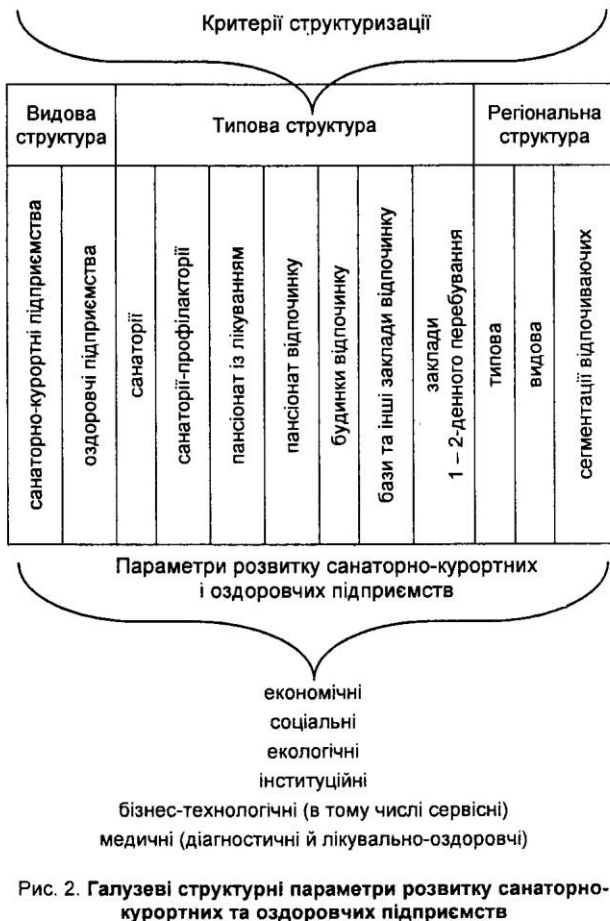 Критерії структуризації
Видова
структура
Типова структура
Регіональна
структура
санаторно-курортні підприємства
оздоровчі підприємства
санаторії
санаторії-профілакторії
пансіонат із лікуванням
пансіонат відпочинку
будинки відпочинку
бази та інші заклади відпочинку
заклади
1 – 2-денного перебування
типова
видова
сегментації відпочиваючих
Параметри розвитку санаторно-курортних
і оздоровчих підприємств
економічні
соціальні
екологічні
інституційні
бізнес-технологічні (в тому числі сервісні)
медичні (діагностичні й лікувально-оздоровчі)
Рис. 2. Галузеві структурні параметри розвитку санаторно-
курортних та оздоровчих підприємств